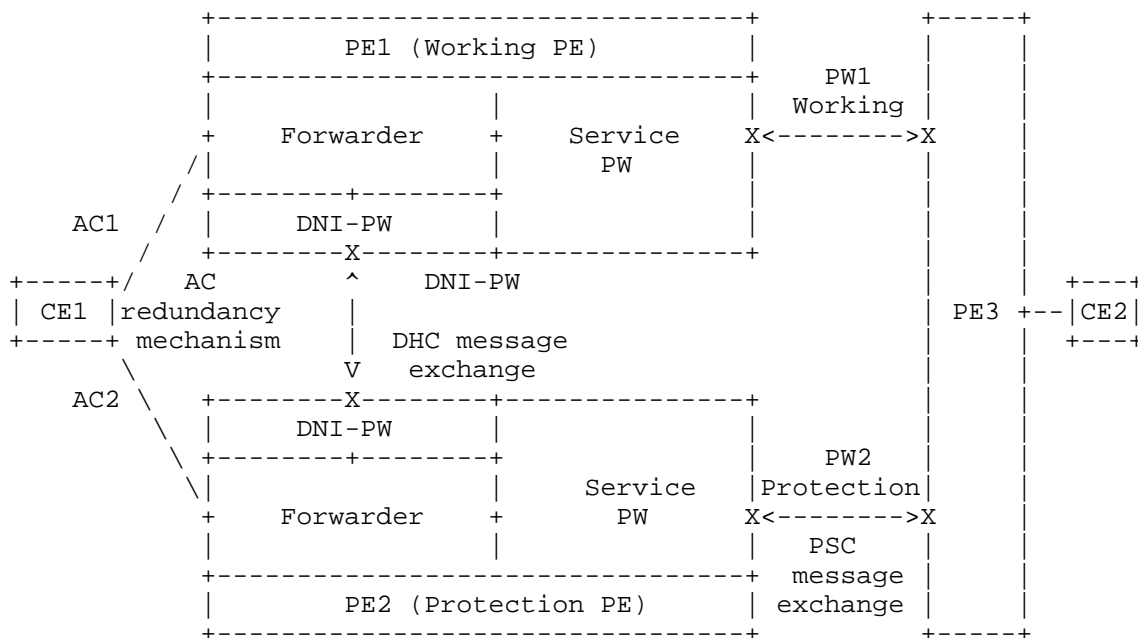 PE1 (Working PE)
PW1
Working
Forwarder
Service
PW
AC1
DNI-PW
AC
DNI-PW
CE1
redundancy
PE3
CE2
mechanism
DHC message
exchange
AC2
DNI-PW
PW2
Service
Protection
Forwarder
PW
PSC
message
PE2 (Protection PE)
exchange